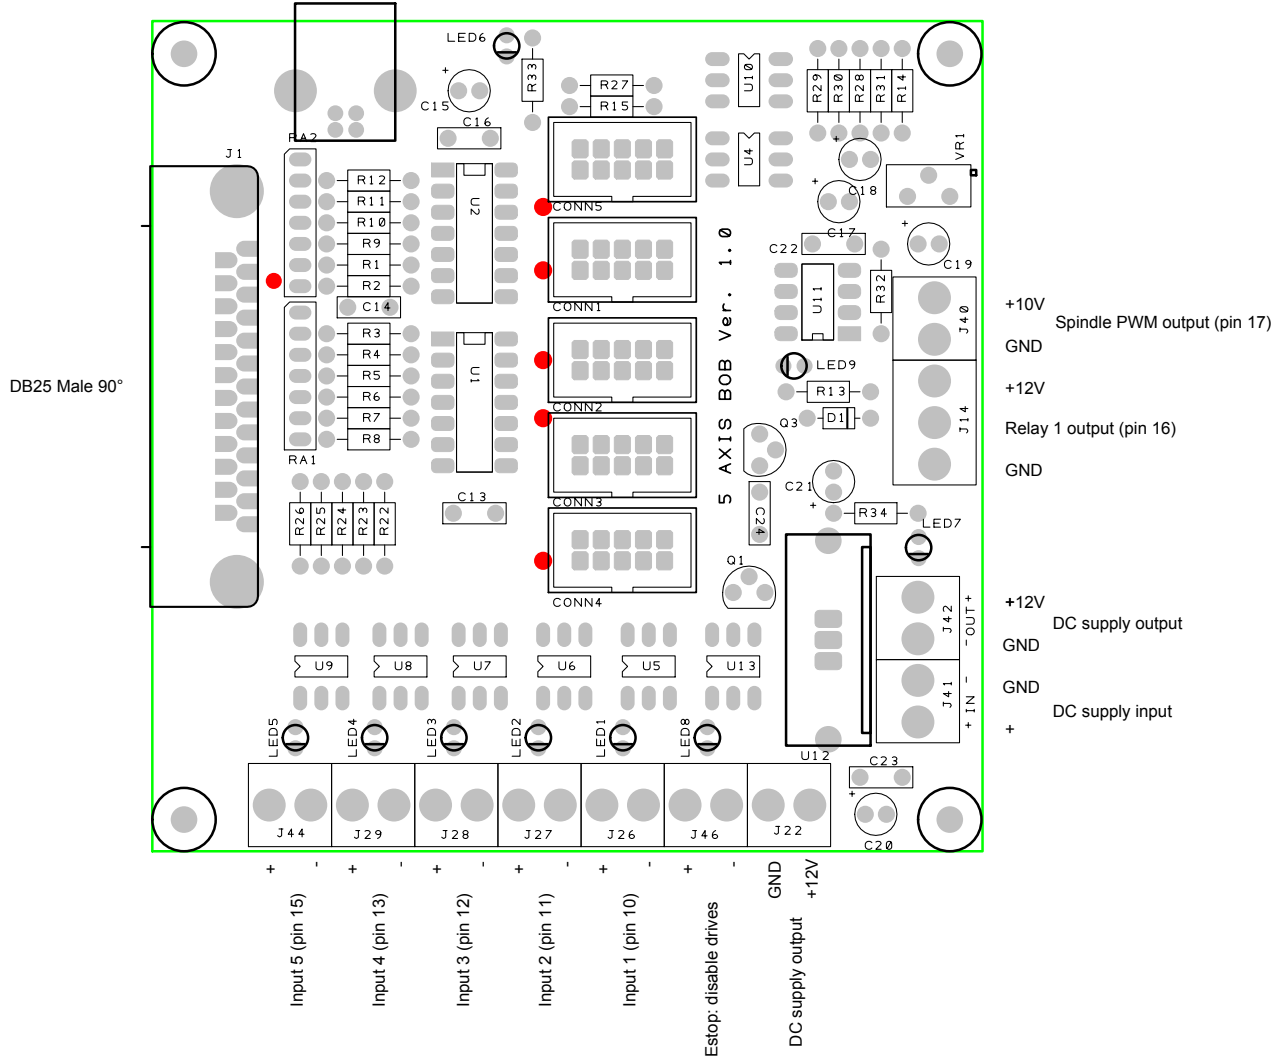 LED6
R33
C15
C16
R27
R15
U10
U4
R29
R30
R28
R31
R14
VR1
C18
C17
C22
C19
RA2
J1
R12
R11
R10
R9
R1
R2
C14
R3
R4
R5
R6
R7
R8
RA1
U2
U1
CONN5
CONN1
CONN2
CONN3
CONN4
5 AXIS BOB Ver. 1.0
U11
R32
J40
+10V
Spindle PWM output (pin 17)
GND
LED9
R13
D1
Q3
J14
+12V
Relay 1 output (pin 16)
GND
DB25 Male 90°
C13
R26
R25
R24
R23
R22
C21
C24
R34
LED7
Q1
J42
-OUT+
+12V
DC supply output
GND
J41
+ IN -
GND
DC supply input
+
U9
U8
U7
U6
U5
U13
LED5
LED4
LED3
LED2
LED1
LED8
U12
C23
C20
J44
J29
J28
J27
J26
J46
J22
+ -
+ -
+ -
+ -
+ -
+ -
GND
+12V
Input 5 (pin 15)
Input 4 (pin 13)
Input 3 (pin 12)
Input 2 (pin 11)
Input 1 (pin 10)
Estop: disable drives
DC supply output